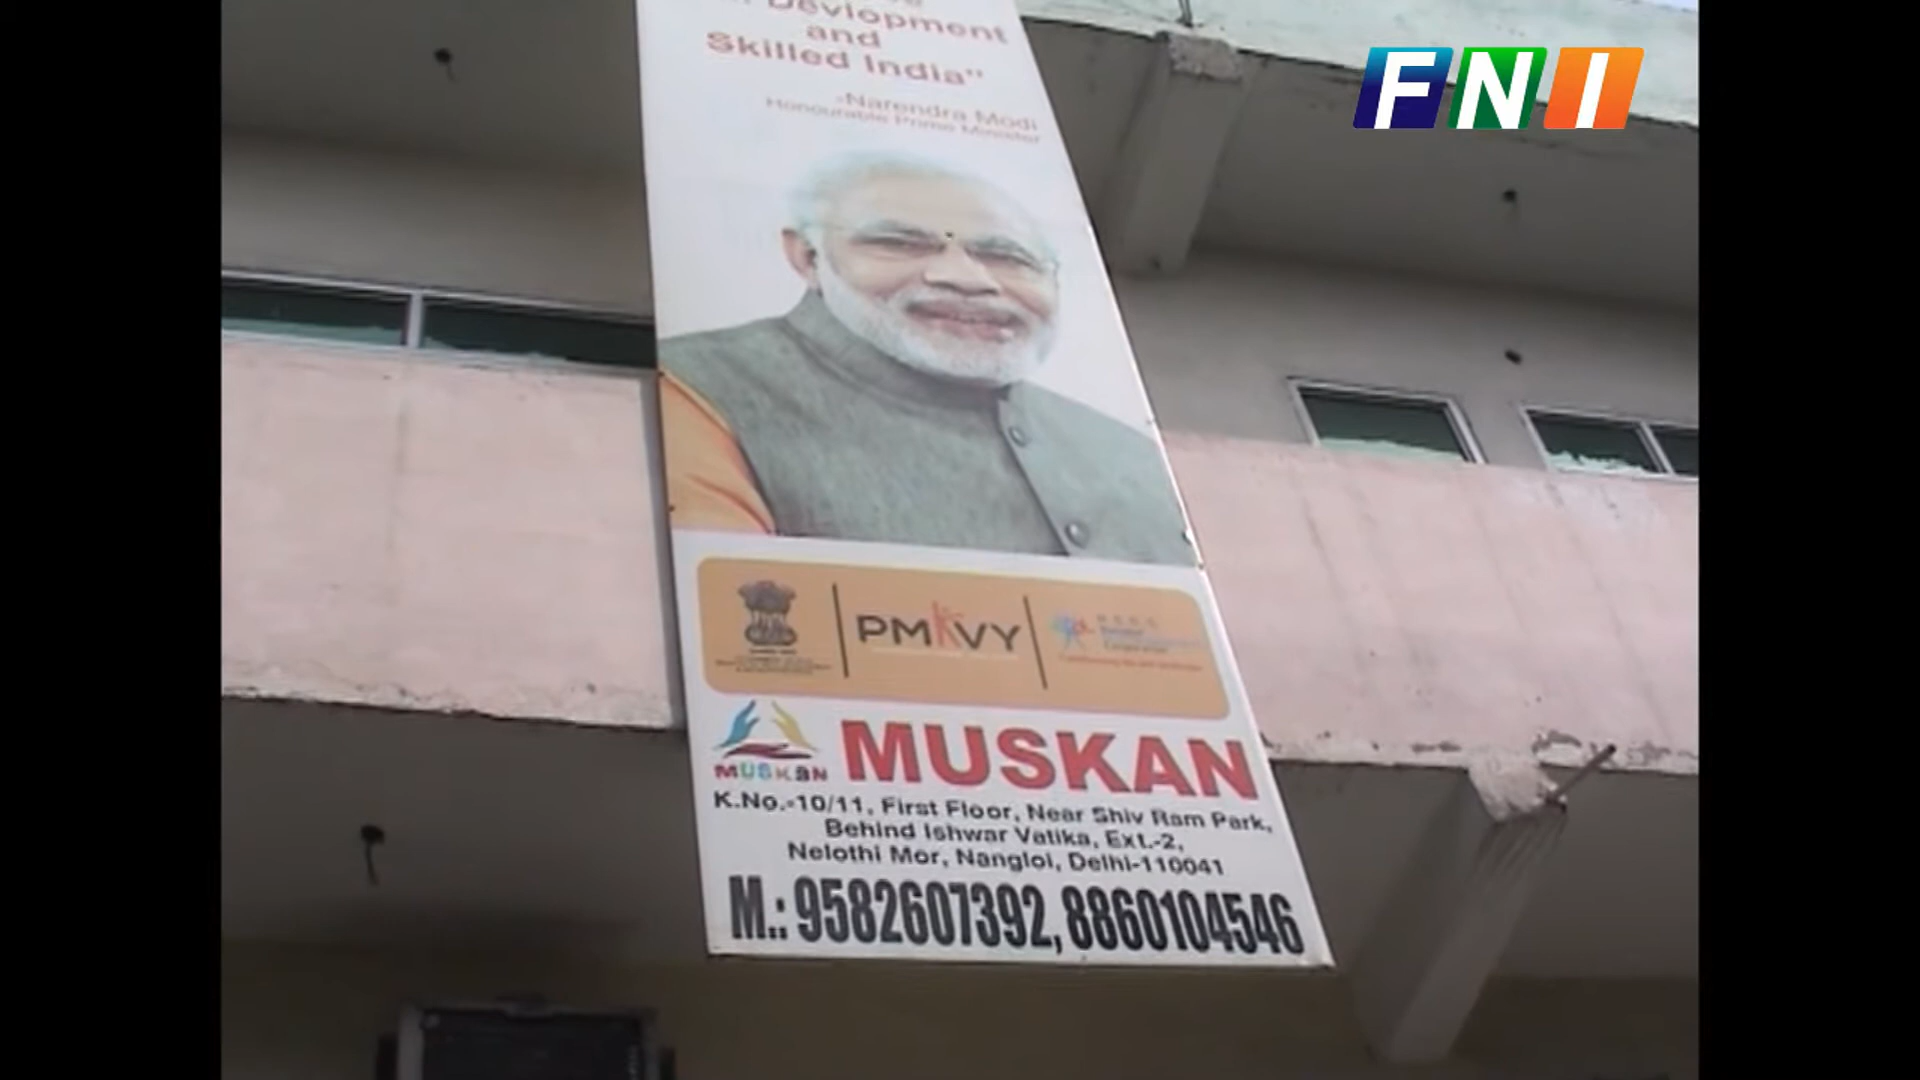 Devlopment
and
Skilled India"
-Narendra Modi
Honourable Prime Minister
FNI
PMKVY
MUSKAN
MUSKAN
K.No.-10/11, First Floor, Near Shiv Ram Park,
Behind Ishwar Vatika, Ext.-2,
Nelothi Mor, Nangloi, Delhi-110041
M.: 9582607392, 8860104546